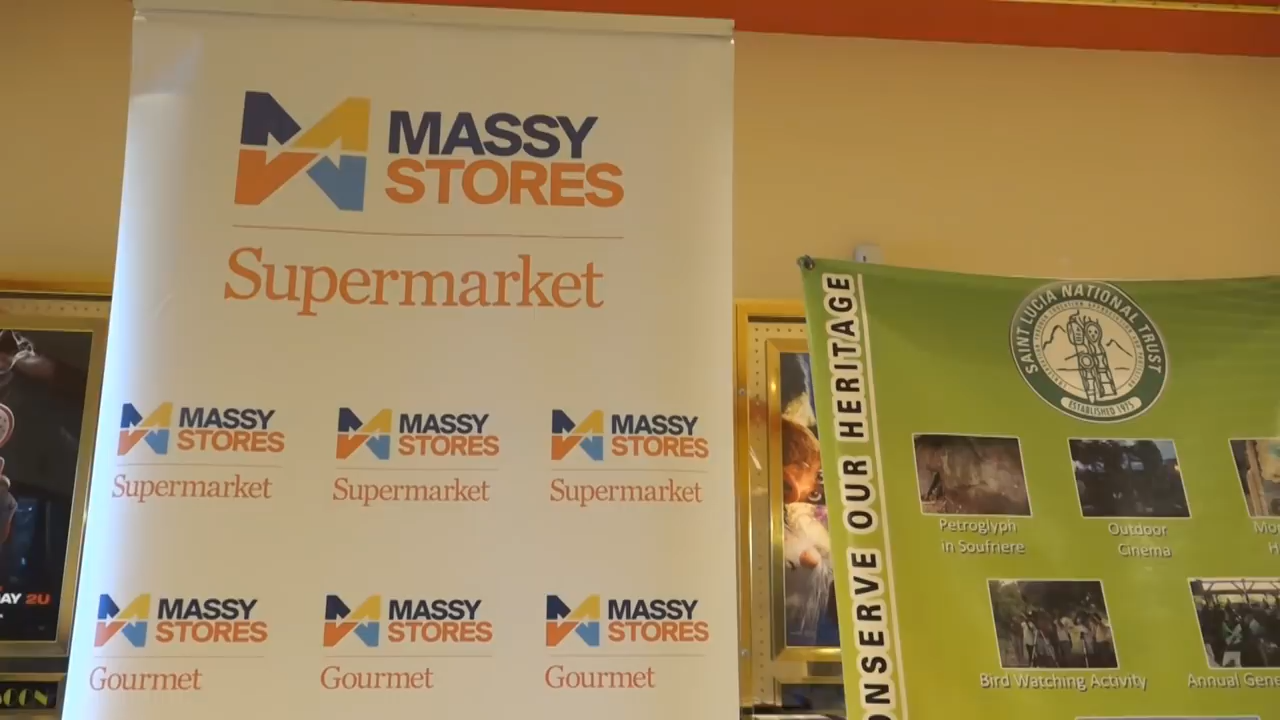 MASSY
STORES
Supermarket
MASSY
STORES
Supermarket
MASSY
STORES
Supermarket
MASSY
STORES
Supermarket
MASSY
STORES
Gourmet
MASSY
STORES
Gourmet
MASSY
STORES
Gourmet
AY 2U
OON
ONSERVE OUR HERITAGE
SAINT LUCIA NATIONAL TRUST
ESTABLISHED 1975
Petroglyph
in Soufriere
Outdoor
Cinema
Bird Watching Activity
Annual Gene